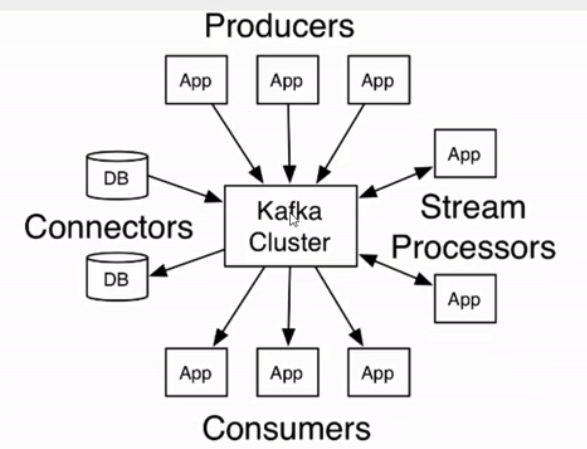 Producers
App
App
App
DB
App
Kafka
Cluster
Connectors
Stream
Processors
DB
App
App
App
App
Consumers